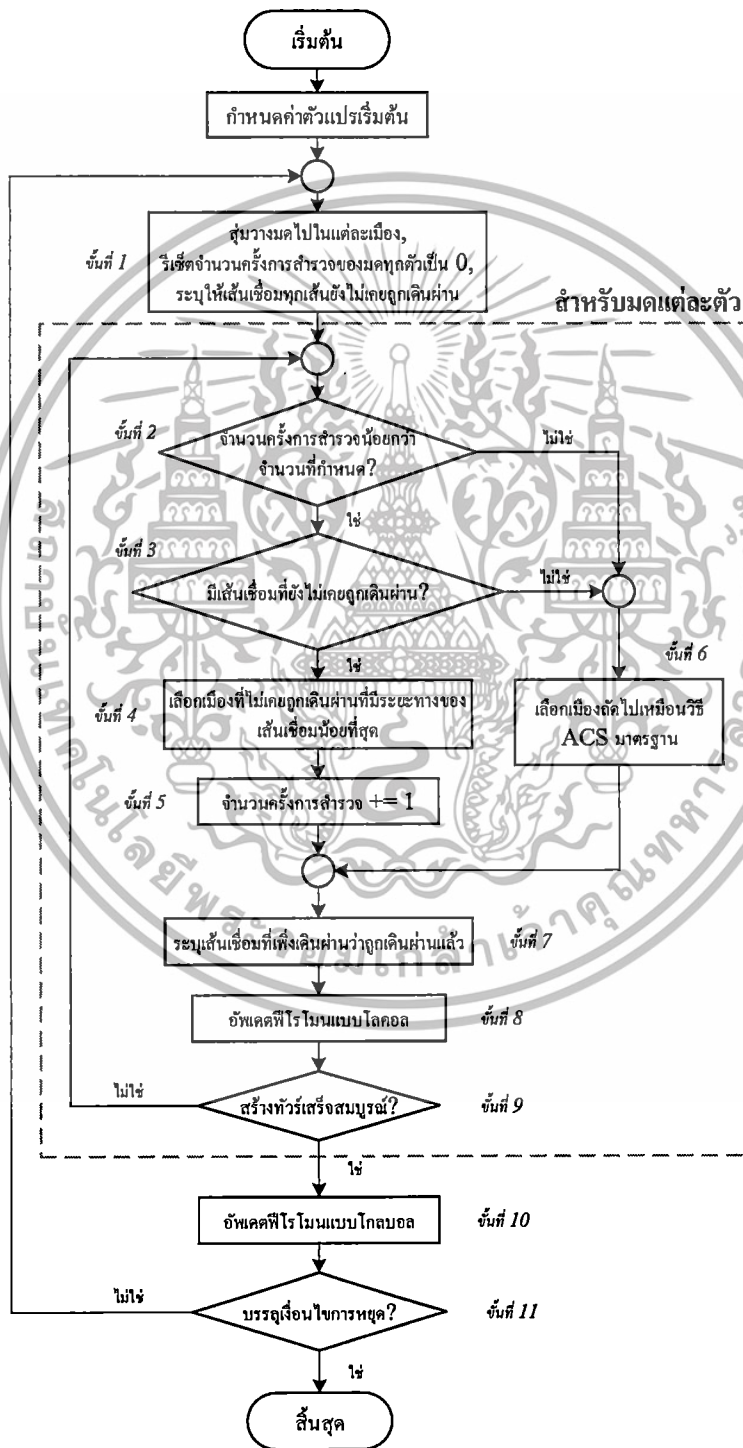 เริ่มต้น
กำหนดค่าตัวแปรเริ่มต้น
ขั้นที่ 1
สุ่มวางมดไปในแต่ละเมือง,
รีเซ็ตจำนวนครั้งการสำรวจของมดทุกตัวเป็น 0,
ระบุให้เส้นเชื่อมทุกเส้นยังไม่เคยถูกเดินผ่าน
สำหรับมดแต่ละตัว
ขั้นที่ 2
จำนวนครั้งการสำรวจน้อยกว่า
จำนวนที่กำหนด?
ไม่ใช่
ใช่
ขั้นที่ 3
มีเส้นเชื่อมที่ยังไม่เคยถูกเดินผ่าน?
ไม่ใช่
ใช่
ขั้นที่ 4
เลือกเมืองที่ไม่เคยถูกเดินผ่านที่มีระยะทางของ
เส้นเชื่อมน้อยที่สุด
ขั้นที่ 6
เลือกเมืองถัดไปเหมือนวิธี
ACS มาตรฐาน
ขั้นที่ 5
จำนวนครั้งการสำรวจ += 1
ระบุเส้นเชื่อมที่เพิ่งเดินผ่านว่าถูกเดินผ่านแล้ว
ขั้นที่ 7
อัพเดตฟีโรโมนแบบโลคอล
ขั้นที่ 8
ไม่ใช่
สร้างทัวร์เสร็จสมบูรณ์?
ขั้นที่ 9
ใช่
อัพเดตฟีโรโมนแบบโกลบอล
ขั้นที่ 10
ไม่ใช่
บรรลุเงื่อนไขการหยุด?
ขั้นที่ 11
ใช่
สิ้นสุด